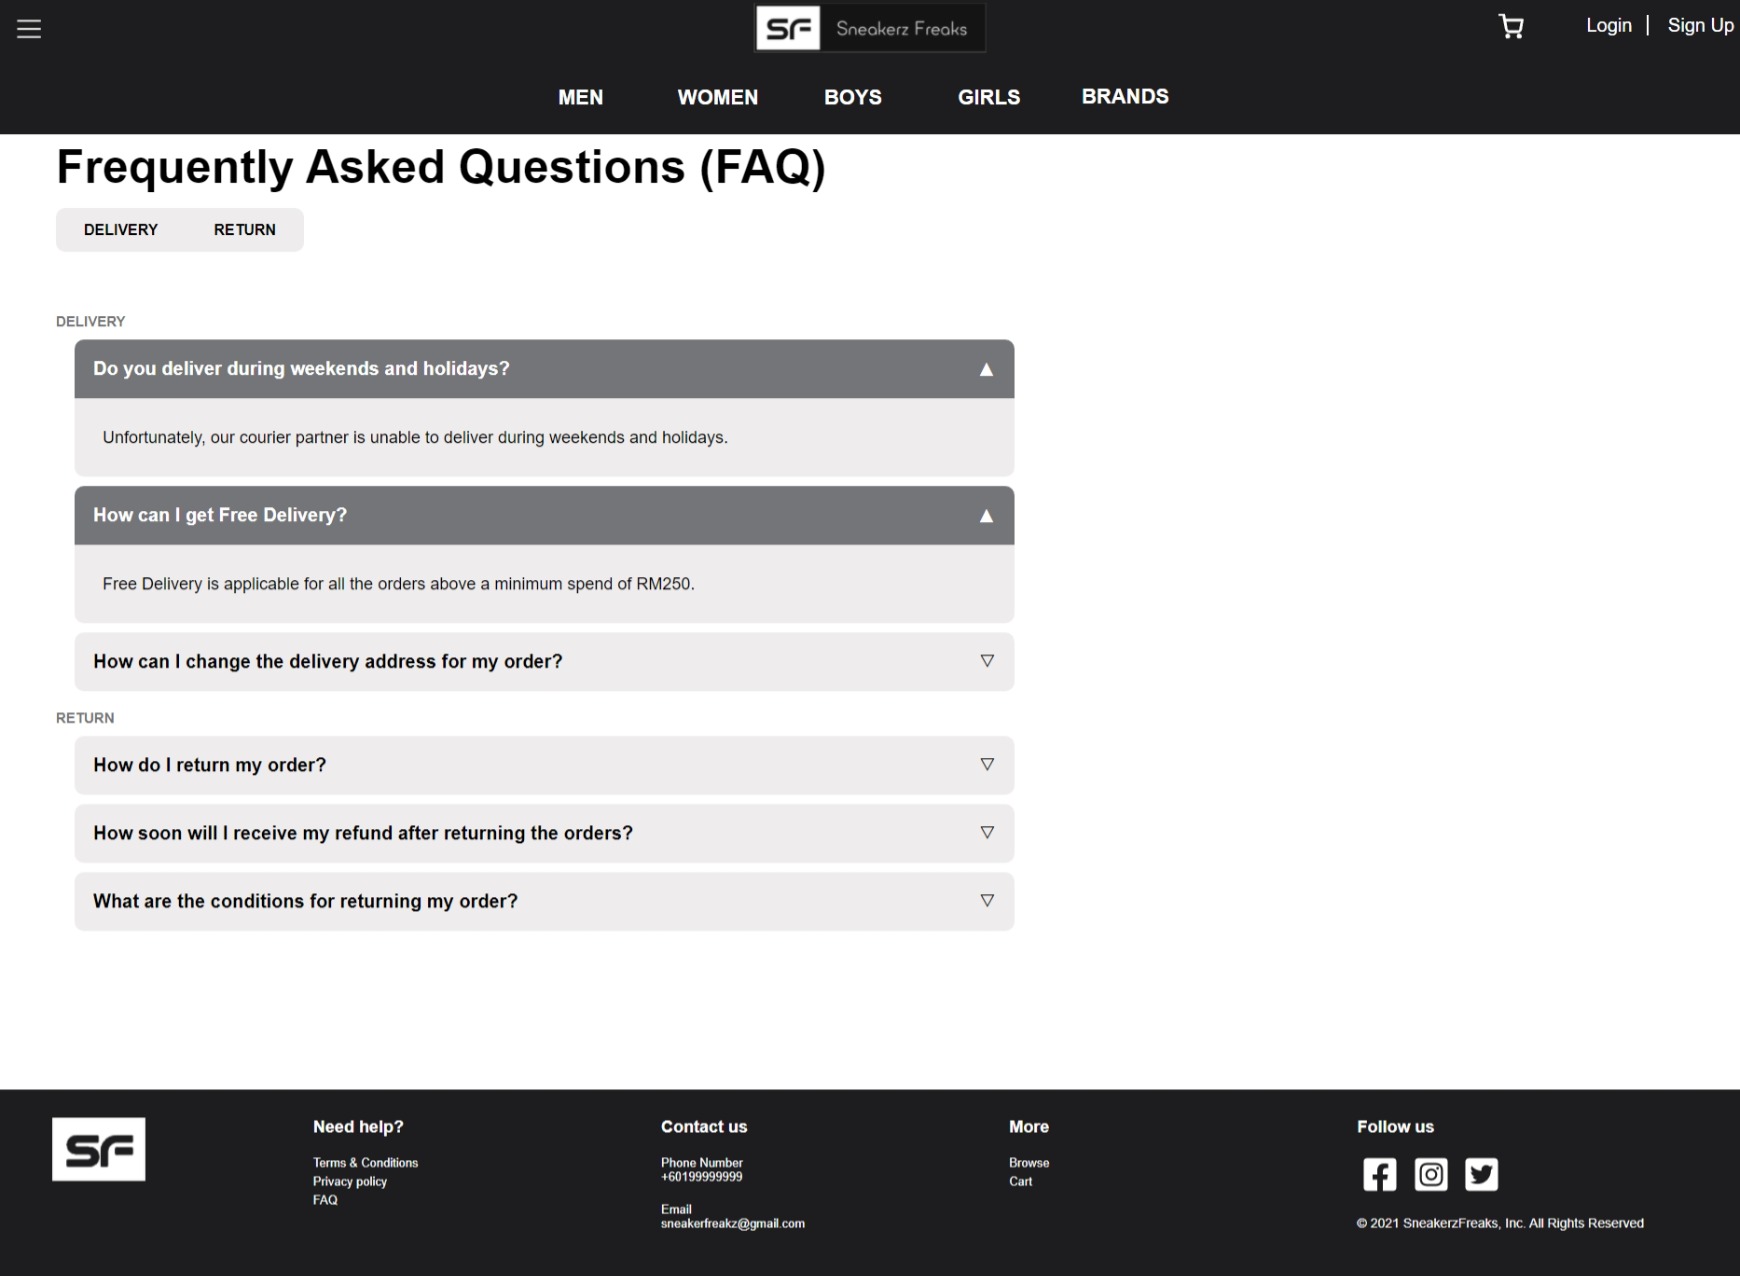 SF Sneakerz Freaks
Login | Sign Up
MEN WOMEN BOYS GIRLS BRANDS
Frequently Asked Questions (FAQ)
DELIVERY RETURN
DELIVERY
Do you deliver during weekends and holidays?
Unfortunately, our courier partner is unable to deliver during weekends and holidays.
How can I get Free Delivery?
Free Delivery is applicable for all the orders above a minimum spend of RM250.
How can I change the delivery address for my order?
RETURN
How do I return my order?
How soon will I receive my refund after returning the orders?
What are the conditions for returning my order?
SF
Need help?
Terms & Conditions
Privacy policy
FAQ
Contact us
Phone Number
+60199999999
Email
sneakerfreakz@gmail.com
More
Browse
Cart
Follow us
© 2021 SneakerzFreaks, Inc. All Rights Reserved